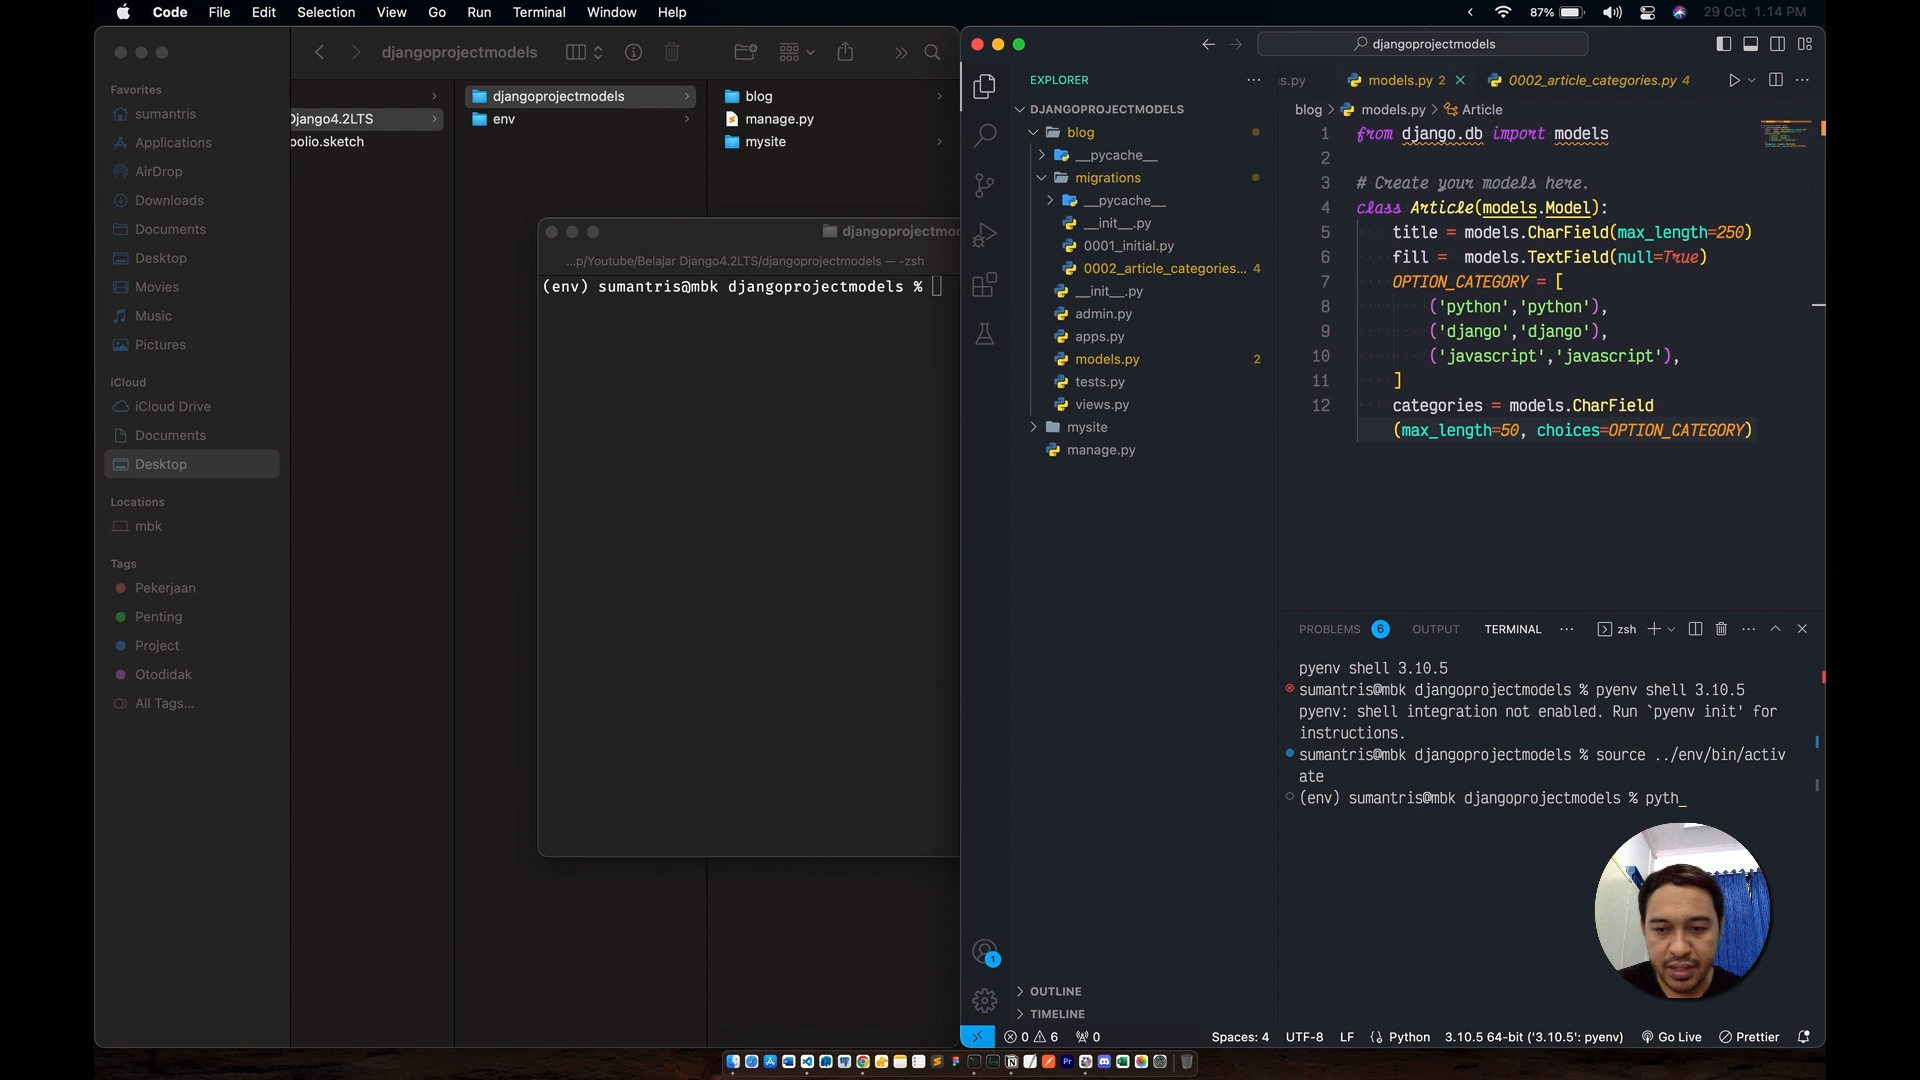 Code File Edit Selection View Go Run Terminal Window Help
87% 29 Oct 1.14 PM
djangoprojectmodels
Favorites
sumantris
Applications
AirDrop
Downloads
Documents
Desktop
Movies
Music
Pictures
iCloud
iCloud Drive
Documents
Desktop
Locations
mbk
Tags
Pekerjaan
Penting
Project
Otodidak
All Tags...
Django4.2LTS
polio.sketch
djangoprojectmodels
env
blog
manage.py
mysite
djangoprojectmo
...p/Youtube/Belajar Django4.2LTS/djangoprojectmodels — -zsh
(env) sumantris@mbk djangoprojectmodels %
djangoprojectmodels
EXPLORER
DJANGOPROJECTMODELS
blog
__pycache__
migrations
__pycache__
__init__.py
0001_initial.py
0002_article_categories... 4
__init__.py
admin.py
apps.py
models.py 2
tests.py
views.py
mysite
manage.py
OUTLINE
TIMELINE
s.py models.py 2 0002_article_categories.py 4
blog > models.py > Article
1 from django.db import models
2
3 # Create your models here.
4 class Article(models.Model):
5 title = models.CharField(max_length=250)
6 fill = models.TextField(null=True)
7 OPTION_CATEGORY = [
8 ('python','python'),
9 ('django','django'),
10 ('javascript','javascript'),
11 ]
12 categories = models.CharField
(max_length=50, choices=OPTION_CATEGORY)
PROBLEMS 6 OUTPUT TERMINAL ... zsh
pyenv shell 3.10.5
sumantris@mbk djangoprojectmodels % pyenv shell 3.10.5
pyenv: shell integration not enabled. Run `pyenv init' for
instructions.
sumantris@mbk djangoprojectmodels % source ../env/bin/activ
ate
(env) sumantris@mbk djangoprojectmodels % pyth_
1
0 6 0 Spaces: 4 UTF-8 LF Python 3.10.5 64-bit ('3.10.5': pyenv) Go Live Prettier